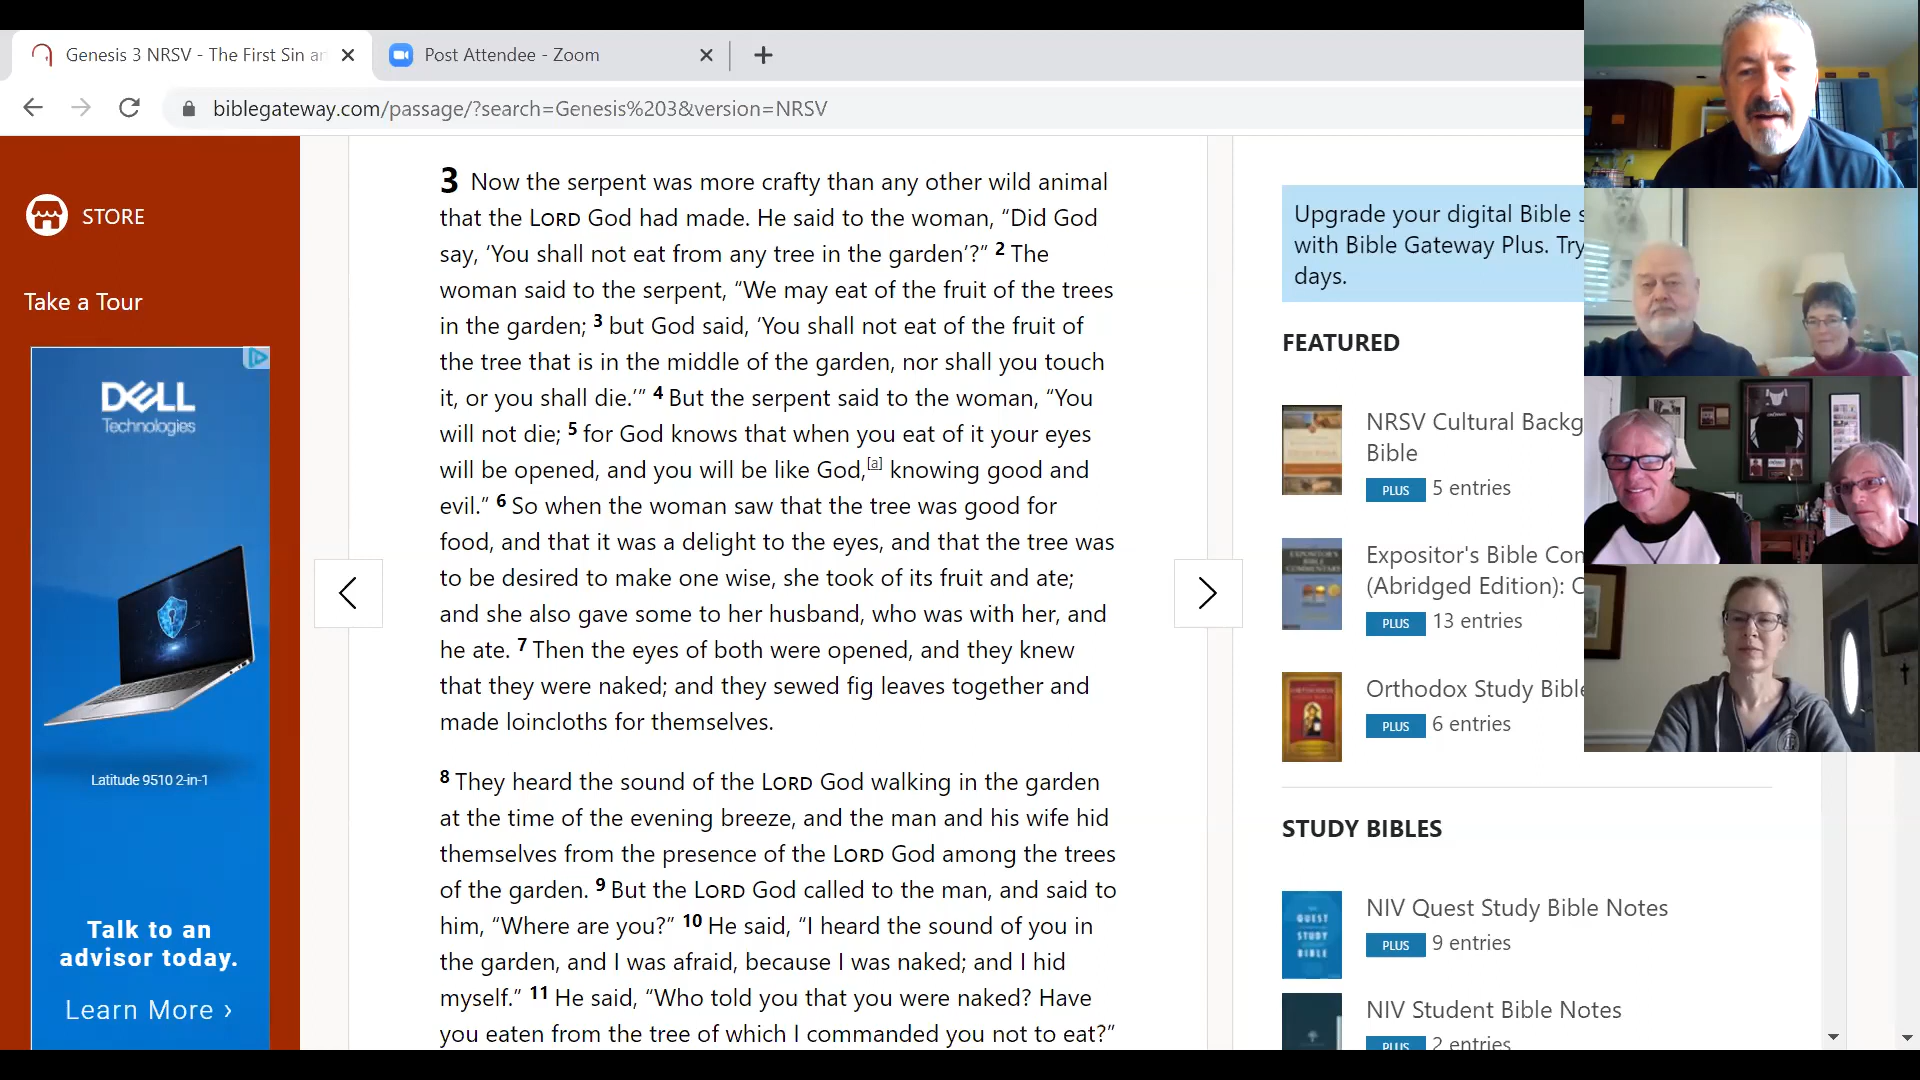 Genesis 3 NRSV - The First Sin an
Post Attendee - Zoom
biblegateway.com/passage/?search=Genesis%203&version=NRSV
STORE
Take a Tour
DELL
Technologies
Latitude 9510 2-in-1
Talk to an
advisor today.
Learn More ›
3 Now the serpent was more crafty than any other wild animal
that the LORD God had made. He said to the woman, “Did God
say, ‘You shall not eat from any tree in the garden’?” 2 The
woman said to the serpent, “We may eat of the fruit of the trees
in the garden; 3 but God said, ‘You shall not eat of the fruit of
the tree that is in the middle of the garden, nor shall you touch
it, or you shall die.’” 4 But the serpent said to the woman, “You
will not die; 5 for God knows that when you eat of it your eyes
will be opened, and you will be like God,[a] knowing good and
evil.” 6 So when the woman saw that the tree was good for
food, and that it was a delight to the eyes, and that the tree was
to be desired to make one wise, she took of its fruit and ate;
and she also gave some to her husband, who was with her, and
he ate. 7 Then the eyes of both were opened, and they knew
that they were naked; and they sewed fig leaves together and
made loincloths for themselves.
8 They heard the sound of the LORD God walking in the garden
at the time of the evening breeze, and the man and his wife hid
themselves from the presence of the LORD God among the trees
of the garden. 9 But the LORD God called to the man, and said to
him, “Where are you?” 10 He said, “I heard the sound of you in
the garden, and I was afraid, because I was naked; and I hid
myself.” 11 He said, “Who told you that you were naked? Have
you eaten from the tree of which I commanded you not to eat?”
Upgrade your digital Bible s
with Bible Gateway Plus. Try
days.
FEATURED
NRSV Cultural Backg
Bible
PLUS 5 entries
EXPOSITOR'S
BIBLE
COMMENTARY
Expositor's Bible Com
(Abridged Edition):
PLUS 13 entries
Orthodox Study Bible
PLUS 6 entries
STUDY BIBLES
QUEST
STUDY
BIBLE
NIV Quest Study Bible Notes
PLUS 9 entries
NIV Student Bible Notes
PLUS 2 entries